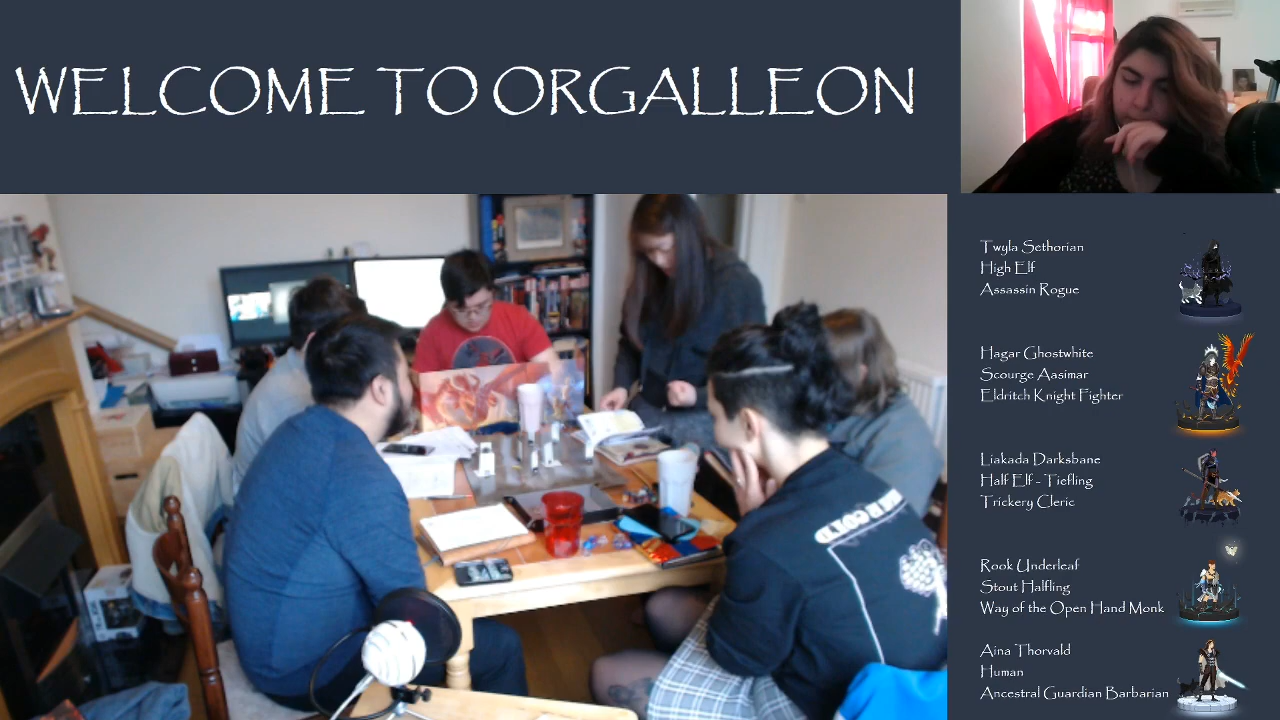 WELCOME TO ORGALLEON
Twyla Sethorian
High Elf
Assassin Rogue
Hagar Ghostwhite
Scourge Aasimar
Eldritch Knight Fighter
Liakada Darksbane
Half Elf - Tiefling
Trickery Cleric
Rook Underleaf
Stout Halfling
Way of the Open Hand Monk
Aina Thorvald
Human
Ancestral Guardian Barbarian